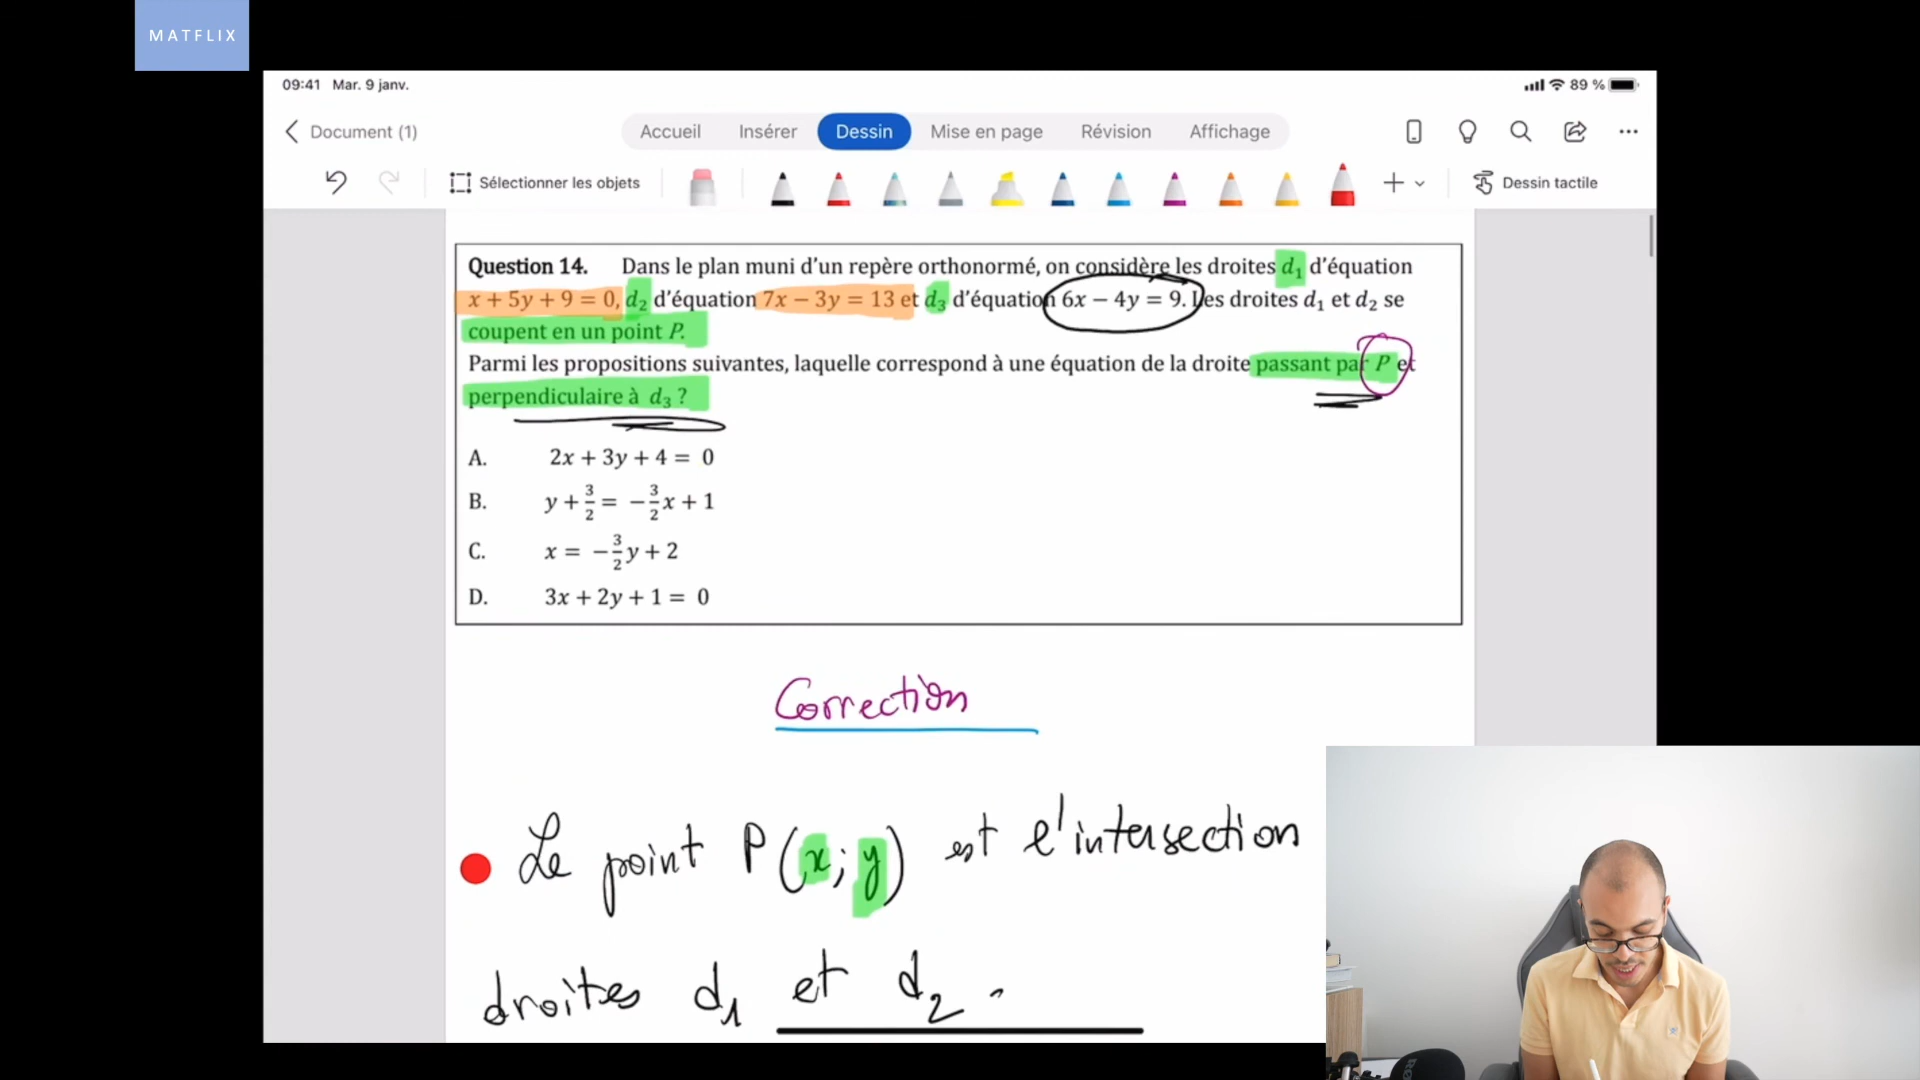 MATFLIX
09:41 Mar. 9 janv.
89 %
Document (1)
Accueil Insérer Dessin Mise en page Révision Affichage
Sélectionner les objets
Dessin tactile
Question 14. Dans le plan muni d'un repère orthonormé, on considère les droites d₁ d'équation
x + 5y + 9 = 0, d₂ d'équation 7x − 3y = 13 et d₃ d'équation 6x − 4y = 9. Les droites d₁ et d₂ se
coupent en un point P.
Parmi les propositions suivantes, laquelle correspond à une équation de la droite passant par P et
perpendiculaire à d₃ ?
A. 2x + 3y + 4 = 0
B. y + 3/2 = −3/2 x + 1
C. x = −3/2 y + 2
D. 3x + 2y + 1 = 0
Correction
Le point P(x; y) est l'intersection
droites d₁ et d₂.